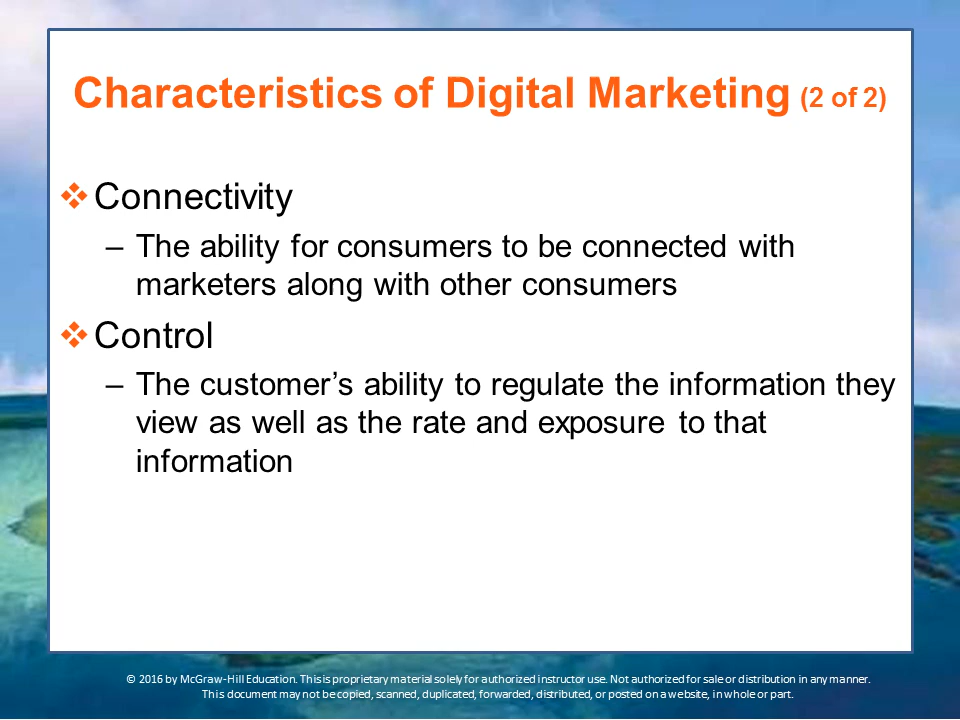 Characteristics of Digital Marketing (2 of 2)
Connectivity
– The ability for consumers to be connected with
marketers along with other consumers
Control
– The customer’s ability to regulate the information they
view as well as the rate and exposure to that
information
© 2016 by McGraw-Hill Education. This is proprietary material solely for authorized instructor use. Not authorized for sale or distribution in any manner.
This document may not be copied, scanned, duplicated, forwarded, distributed, or posted on a website, in whole or part.